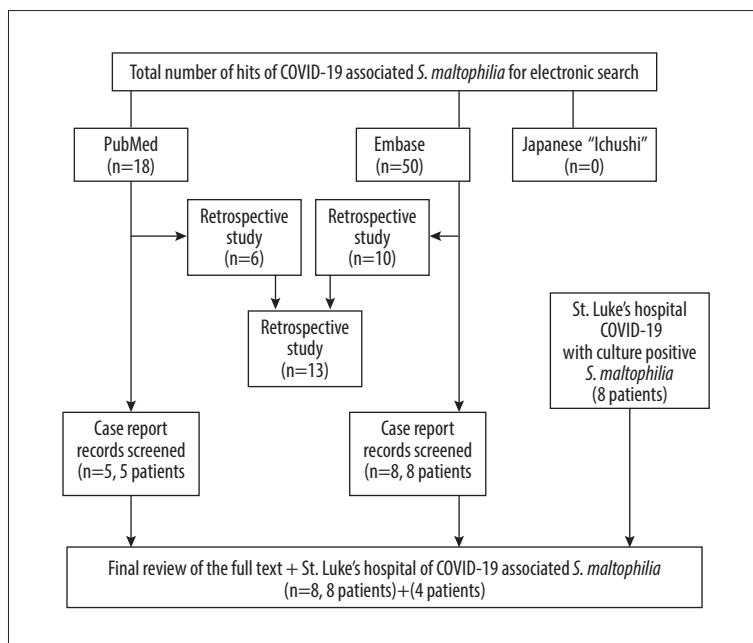 Total number of hits of COVID-19 associated S. maltophilia for electronic search
PubMed
(n=18)
Embase
(n=50)
Japanese “Ichushi”
(n=0)
Retrospective
study
(n=6)
Retrospective
study
(n=10)
Retrospective
study
(n=13)
St. Luke’s hospital
COVID-19
with culture positive
S. maltophilia
(8 patients)
Case report
records screened
(n=5, 5 patients
Case report
records screened
(n=8, 8 patients
Final review of the full text + St. Luke’s hospital of COVID-19 associated S. maltophilia
(n=8, 8 patients)+(4 patients)